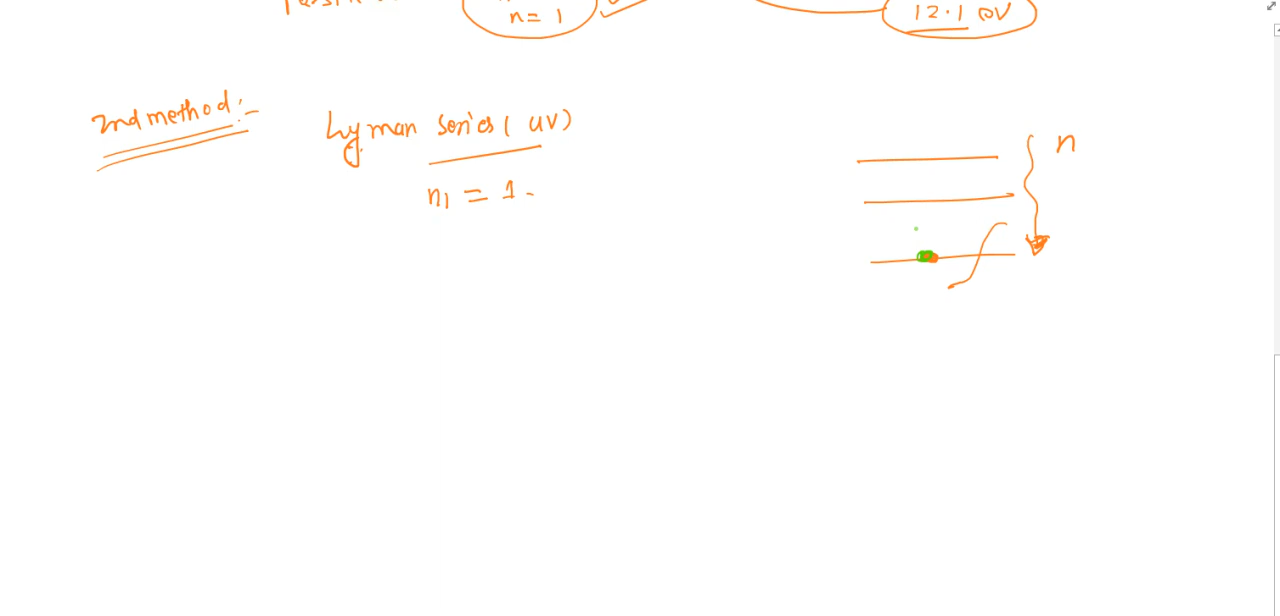 n = 1
12.1 eV
2nd method :-
Lyman series ( UV )
n
n1 = 1.